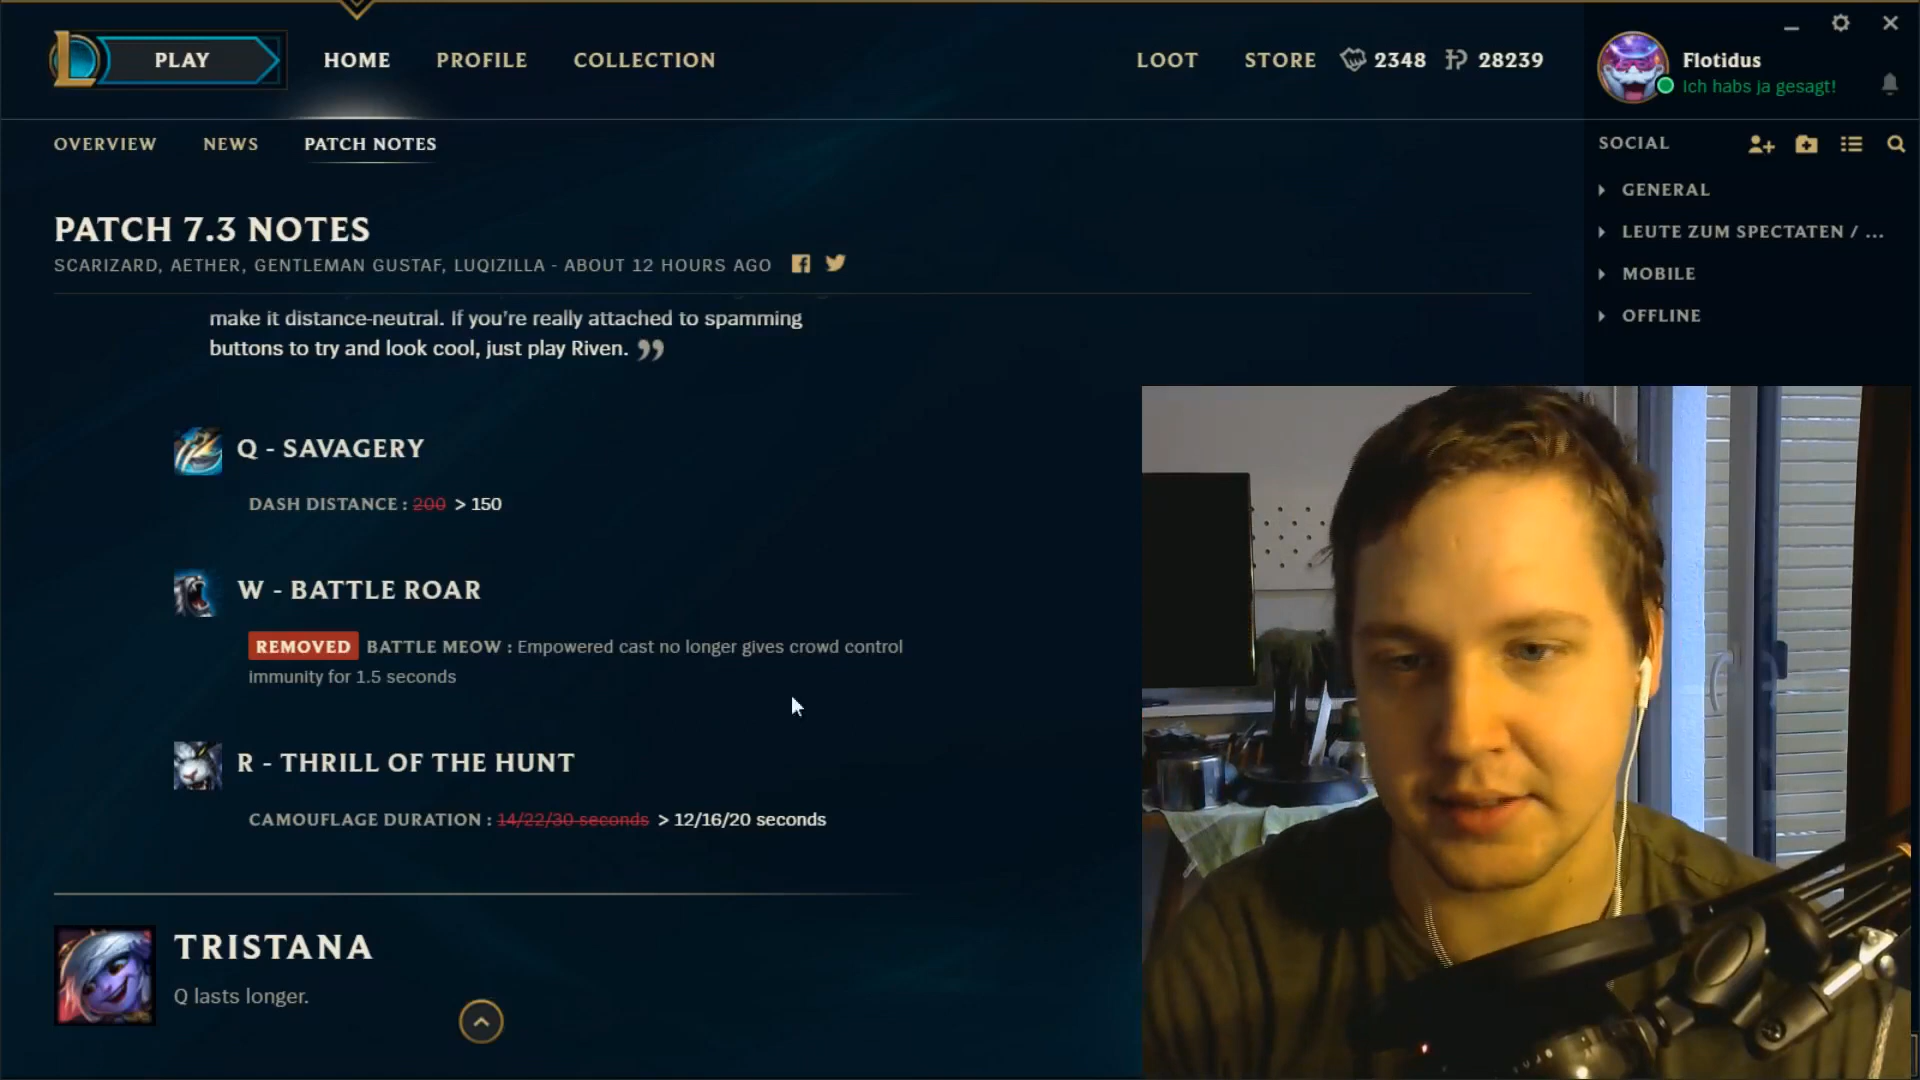 PLAY
HOME
PROFILE
COLLECTION
LOOT
STORE
2348
28239
Flotidus
Ich habs ja gesagt!
OVERVIEW
NEWS
PATCH NOTES
SOCIAL
GENERAL
LEUTE ZUM SPECTATEN / ...
MOBILE
OFFLINE
PATCH 7.3 NOTES
SCARIZARD, AETHER, GENTLEMAN GUSTAF, LUQIZILLA - ABOUT 12 HOURS AGO
make it distance-neutral. If you’re really attached to spamming
buttons to try and look cool, just play Riven.
Q - SAVAGERY
DASH DISTANCE : 200 > 150
W - BATTLE ROAR
REMOVED BATTLE MEOW : Empowered cast no longer gives crowd control
immunity for 1.5 seconds
R - THRILL OF THE HUNT
CAMOUFLAGE DURATION : 14/22/30 seconds > 12/16/20 seconds
TRISTANA
Q lasts longer.